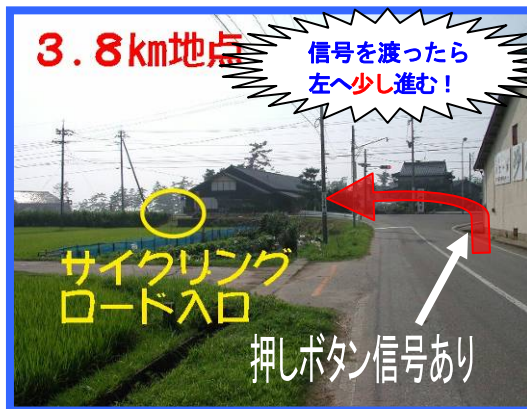 3.8km地点
信号を渡ったら
左へ少し進む!
サイクリング
ロード入口
押しボタン信号あり